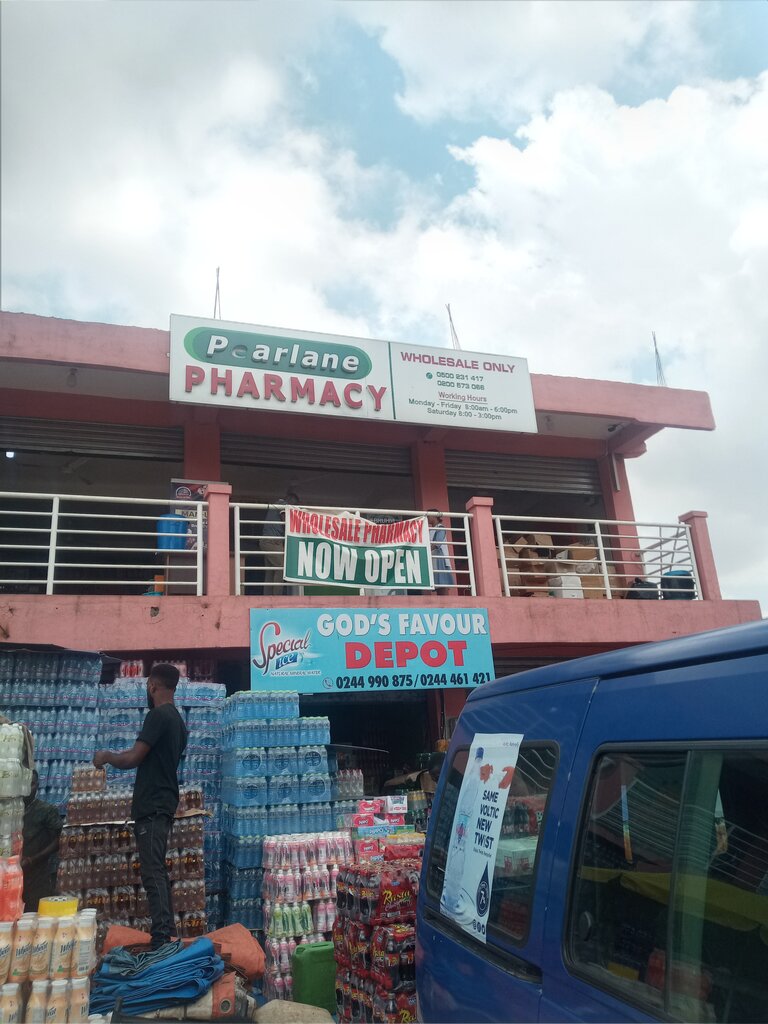 Pearlane
PHARMACY
WHOLESALE ONLY
0500 231 417
0200 573 066
Working Hours
Monday - Friday 8:00am - 6:00pm
Saturday 8:00 - 3:00pm
WHOLESALE PHARMACY
NOW OPEN
Special
ICE
NATURAL MINERAL WATER
GOD'S FAVOUR
DEPOT
0244 990 875 / 0244 461 421
SAME
VOLTIC
NEW
TWIST